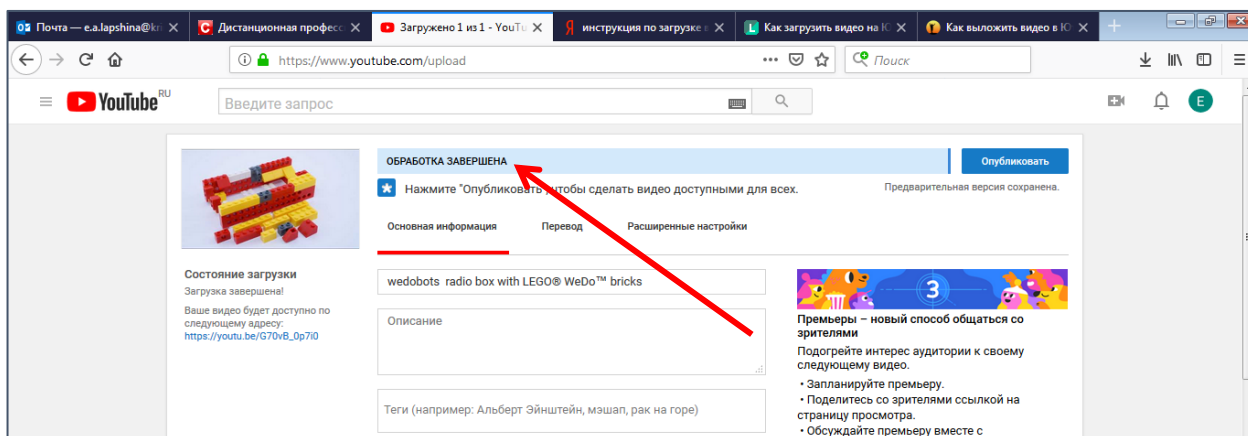 Почта — e.a.lapshina@kri
Дистанционная професс
Загружено 1 из 1 - YouTu
инструкция по загрузке в
Как загрузить видео на
Как выложить видео в Ю
https://www.youtube.com/upload
Поиск
YouTube RU
Введите запрос
E
ОБРАБОТКА ЗАВЕРШЕНА
Опубликовать
Нажмите "Опубликовать", чтобы сделать видео доступными для всех.
Предварительная версия сохранена.
Основная информация
Перевод
Расширенные настройки
Состояние загрузки
Загрузка завершена!
Ваше видео будет доступно по
следующему адресу:
https://youtu.be/G70vB_0p7i0
wedobots radio box with LEGO® WeDo™ bricks
Описание
Теги (например: Альберт Эйнштейн, мэшап, рак на горе)
3
Премьеры – новый способ общаться со
зрителями
Подогрейте интерес аудитории к своему
следующему видео.
• Запланируйте премьеру.
• Поделитесь со зрителями ссылкой на
страницу просмотра.
• Обсуждайте премьеру вместе с